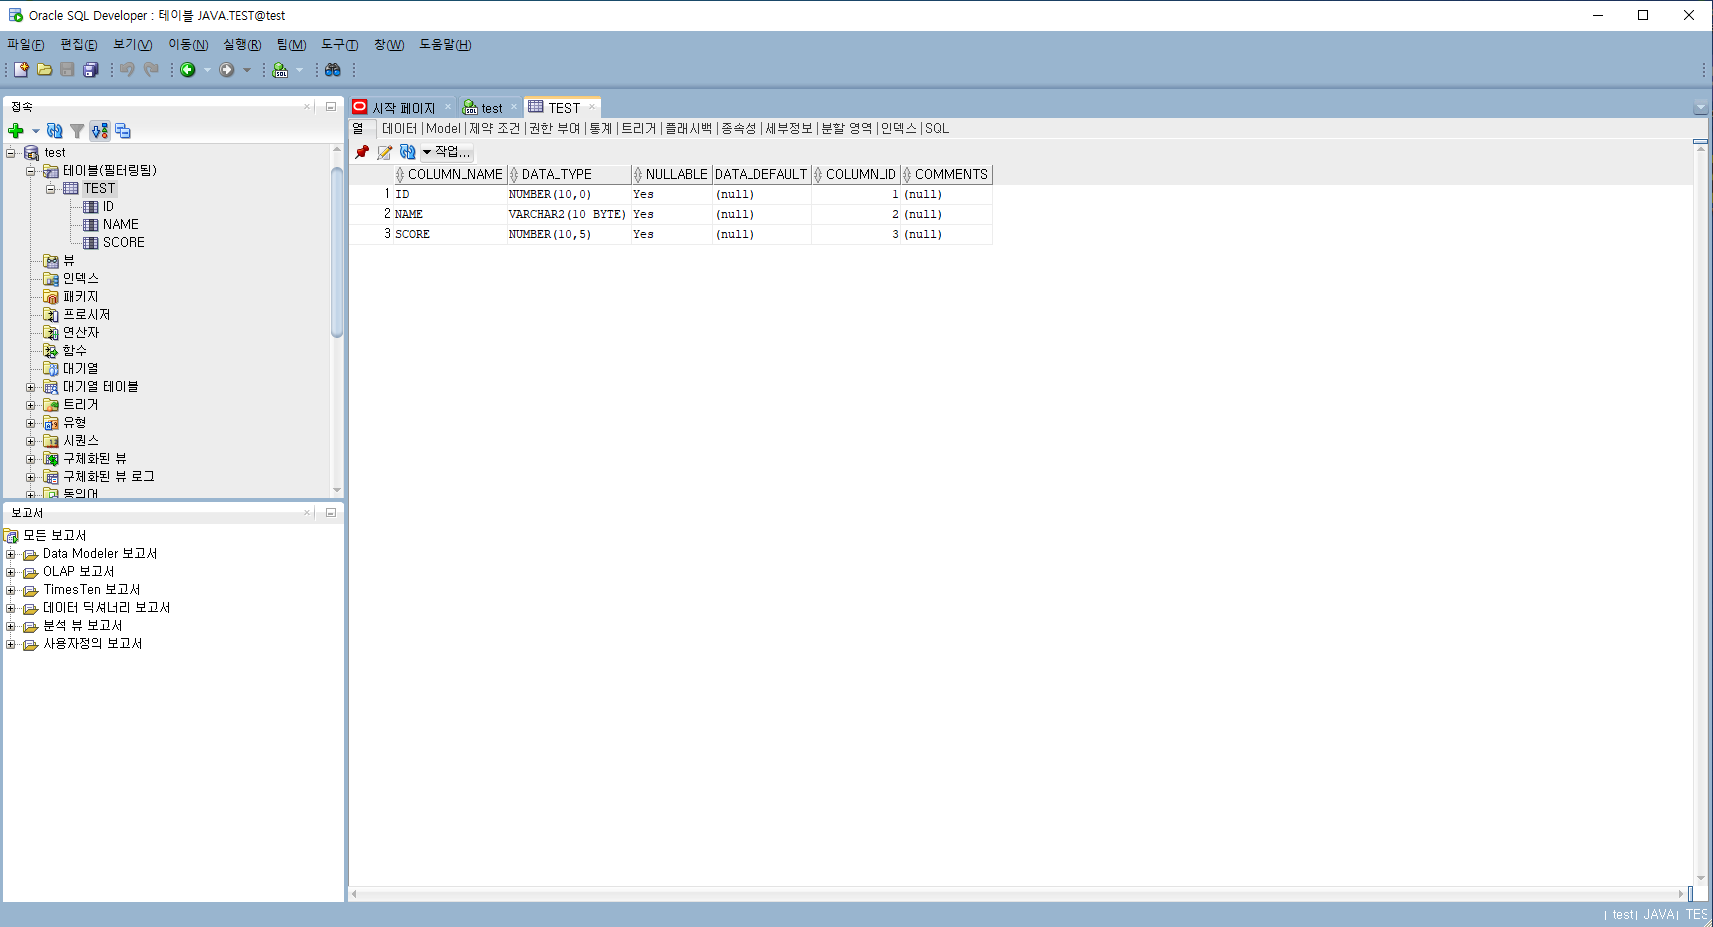 Oracle SQL Developer : 테이블 JAVA.TEST@test
파일(F) 편집(E) 보기(V) 이동(N) 실행(R) 팀(M) 도구(T) 창(W) 도움말(H)
접속
test
테이블(필터링됨)
TEST
ID
NAME
SCORE
뷰
인덱스
패키지
프로시저
연산자
함수
대기열
대기열 테이블
트리거
유형
시퀀스
구체화된 뷰
구체화된 뷰 로그
동의어
보고서
모든 보고서
Data Modeler 보고서
OLAP 보고서
TimesTen 보고서
데이터 딕셔너리 보고서
분석 뷰 보고서
사용자정의 보고서
시작 페이지 test TEST
열 데이터 |Model|제약 조건|권한 부여|통계|트리거|플래시백|종속성|세부정보|분할 영역|인덱스|SQL
작업...
COLUMN_NAME DATA_TYPE NULLABLE DATA_DEFAULT COLUMN_ID COMMENTS
1 ID NUMBER(10,0) Yes (null) 1 (null)
2 NAME VARCHAR2(10 BYTE) Yes (null) 2 (null)
3 SCORE NUMBER(10,5) Yes (null) 3 (null)
| test| JAVA| TES